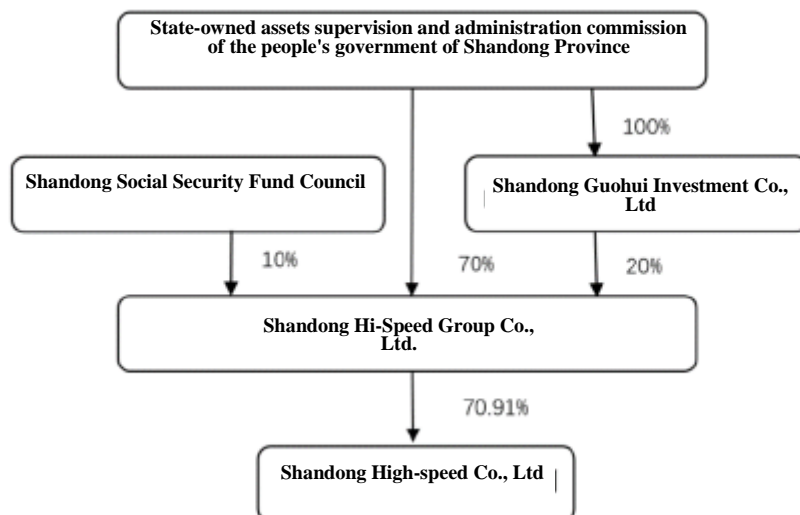 State-owned assets supervision and administration commission
of the people's government of Shandong Province
100%
Shandong Social Security Fund Council
Shandong Guohui Investment Co.,
Ltd
10%
70%
20%
Shandong Hi-Speed Group Co.,
Ltd.
70.91%
Shandong High-speed Co., Ltd